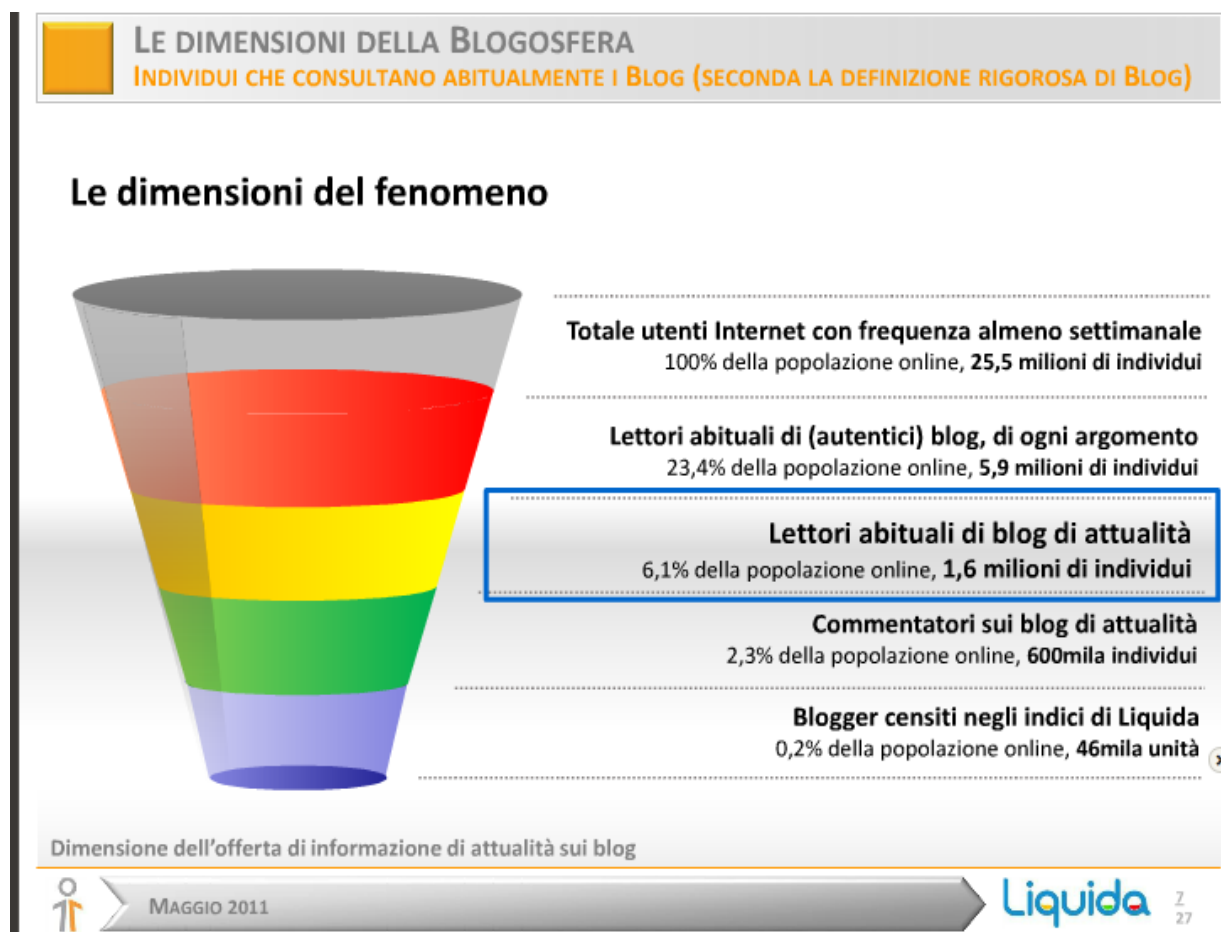 LE DIMENSIONI DELLA BLOGOSFERA
INDIVIDUI CHE CONSULTANO ABITUALMENTE I BLOG (SECONDA LA DEFINIZIONE RIGOROSA DI BLOG)
Le dimensioni del fenomeno
Totale utenti Internet con frequenza almeno settimanale
100% della popolazione online, 25,5 milioni di individui
Lettori abituali di (autentici) blog, di ogni argomento
23,4% della popolazione online, 5,9 milioni di individui
Lettori abituali di blog di attualità
6,1% della popolazione online, 1,6 milioni di individui
Commentatori sui blog di attualità
2,3% della popolazione online, 600mila individui
Blogger censiti negli indici di Liquida
0,2% della popolazione online, 46mila unità
Dimensione dell'offerta di informazione di attualità sui blog
MAGGIO 2011
Liquida
7
27